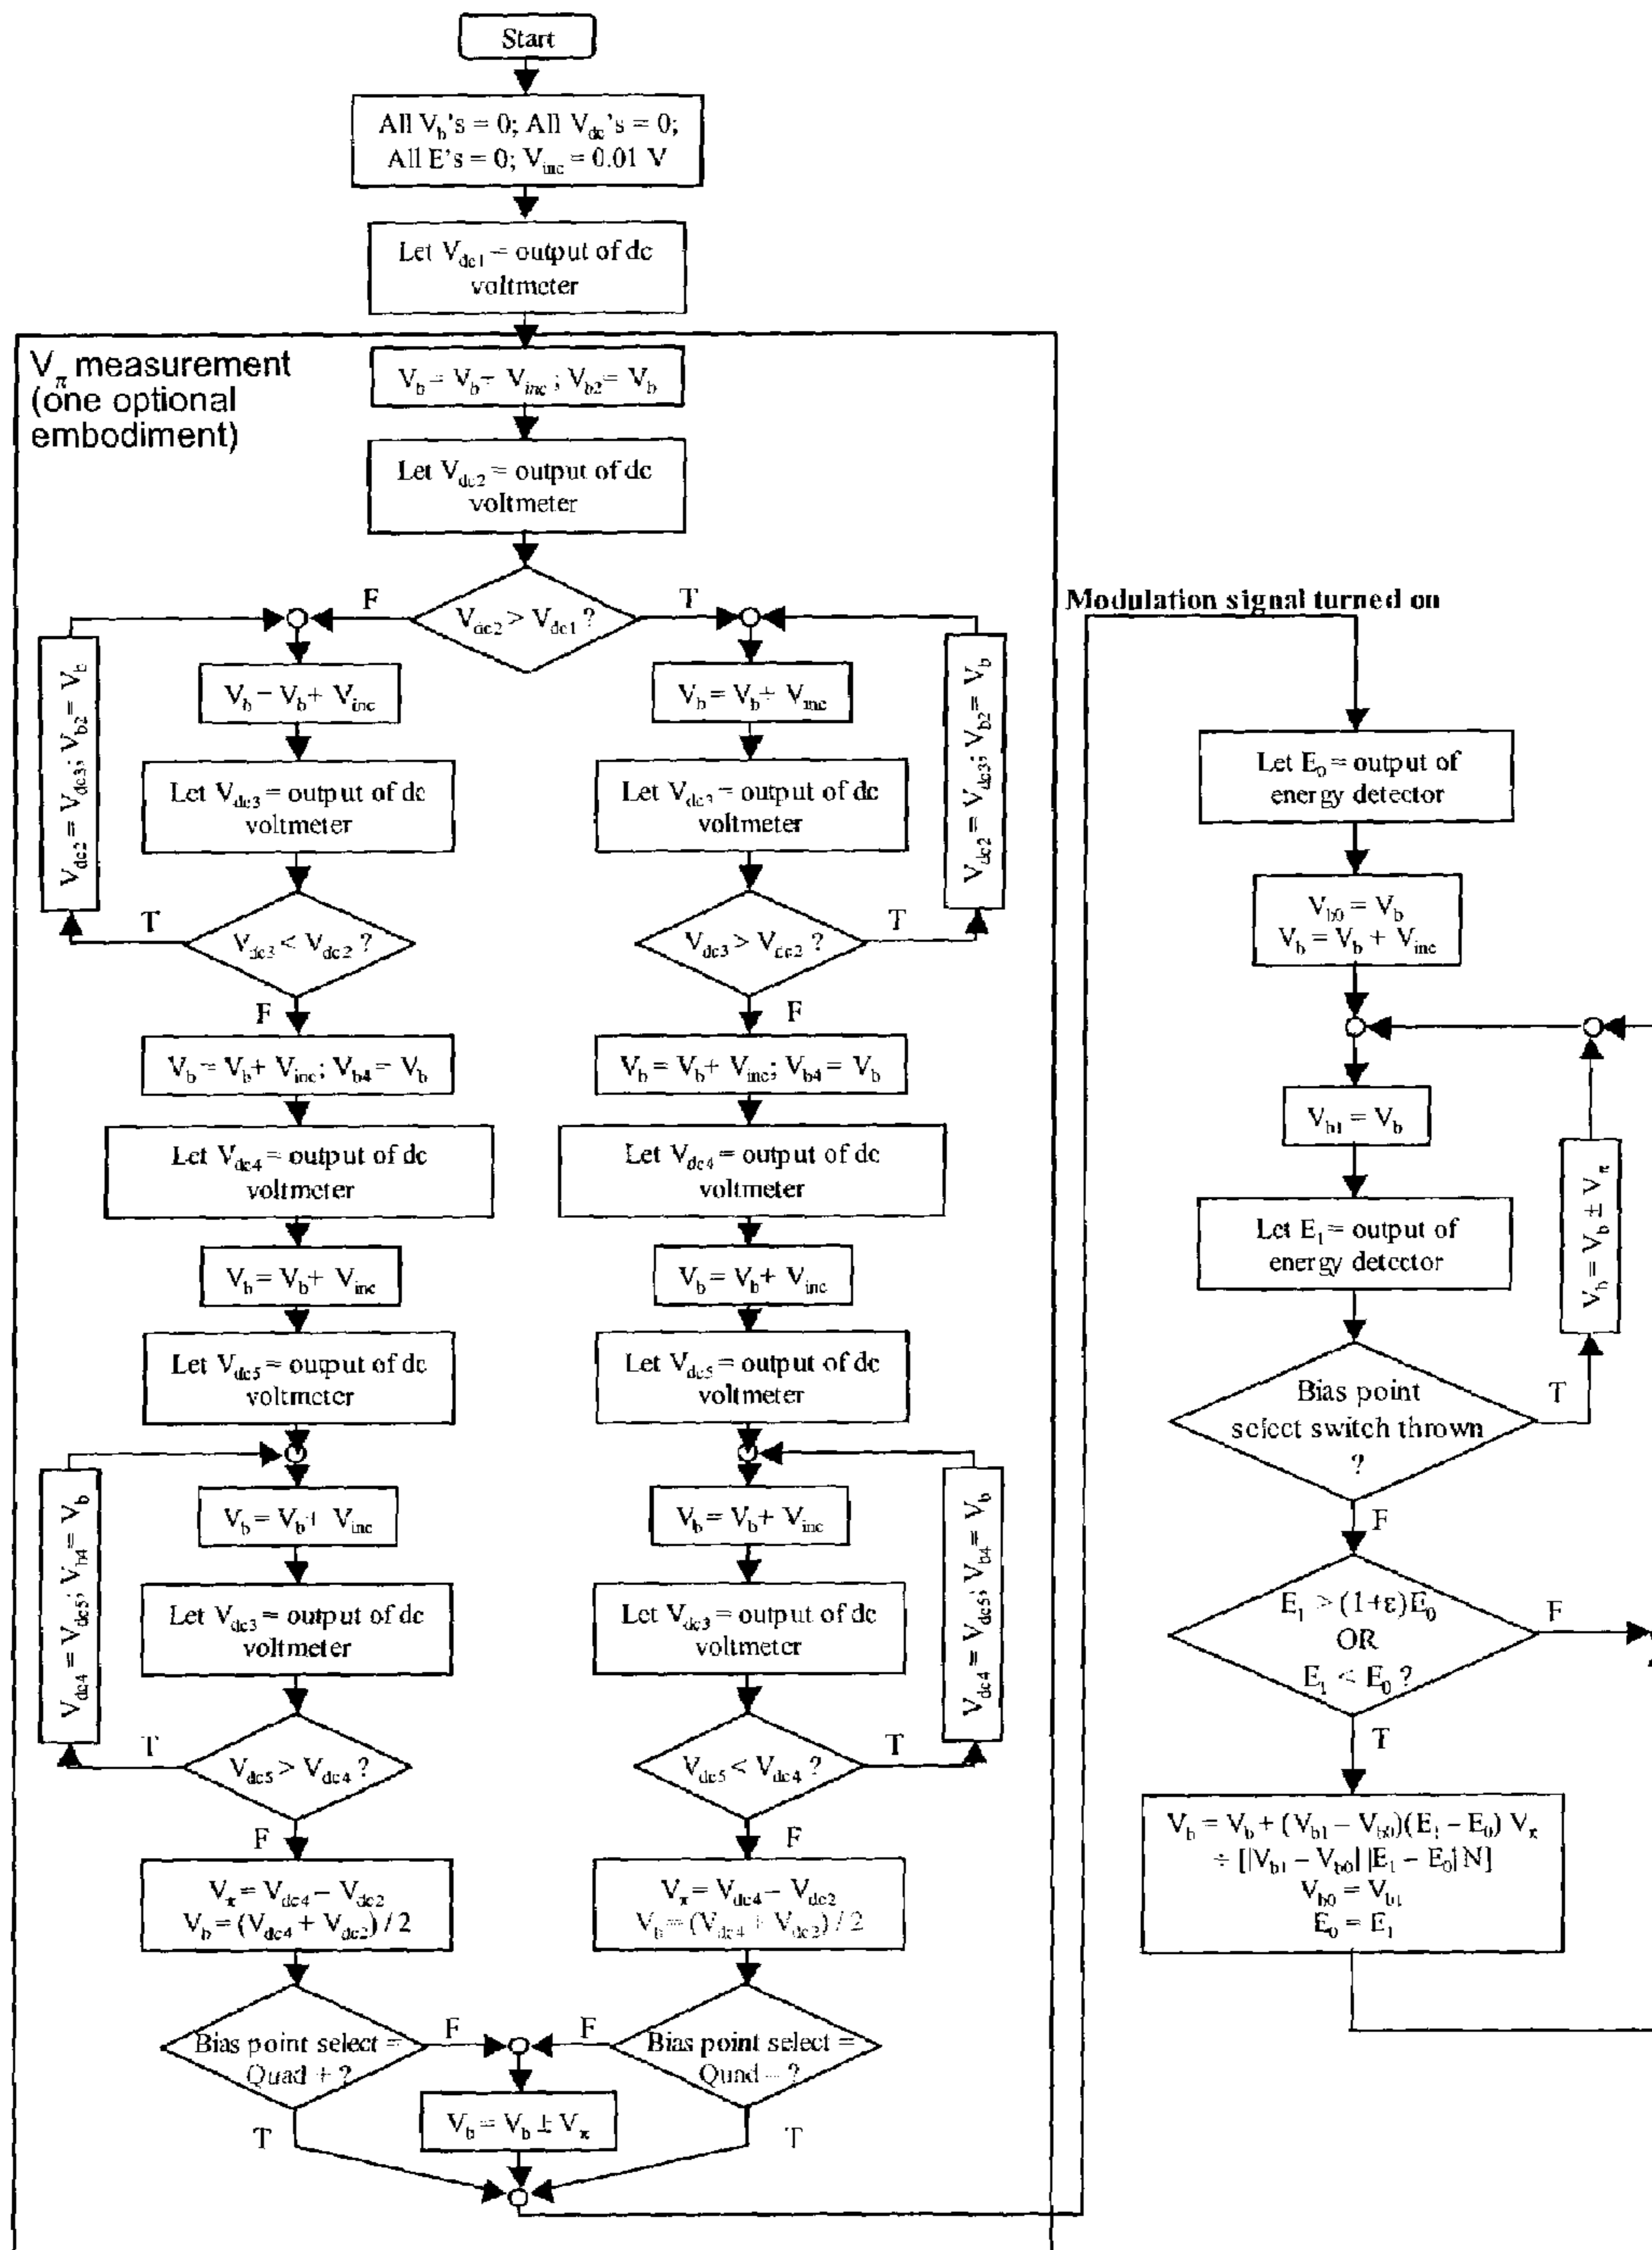 Start
All V_b's = 0; All V_dc's = 0;
All E's = 0; V_inc = 0.01 V
Let V_dc1 = output of dc
voltmeter
V_π measurement
(one optional
embodiment)
V_b = V_b + V_inc ; V_b2 = V_b
Let V_dc2 = output of dc
voltmeter
V_dc2 > V_dc1 ?
F
T
V_dc2 = V_dc3; V_b2 = V_b
V_b = V_b + V_inc
Let V_dc3 = output of dc
voltmeter
V_dc3 < V_dc2 ?
T
F
V_b = V_b + V_inc; V_b4 = V_b
Let V_dc4 = output of dc
voltmeter
V_b = V_b + V_inc
Let V_dc5 = output of dc
voltmeter
V_dc4 = V_dc5; V_b4 = V_b
V_b = V_b + V_inc
Let V_dc3 = output of dc
voltmeter
V_dc5 > V_dc4 ?
T
F
V_π = V_dc4 – V_dc2
V_b = (V_dc4 + V_dc2) / 2
Bias point select =
Quad + ?
F
T
V_b = V_b + V_inc
Let V_dc3 = output of dc
voltmeter
V_dc2 = V_dc3; V_b2 = V_b
V_dc3 > V_dc2 ?
T
F
V_b = V_b + V_inc; V_b4 = V_b
Let V_dc4 = output of dc
voltmeter
V_b = V_b + V_inc
Let V_dc5 = output of dc
voltmeter
V_b = V_b + V_inc
Let V_dc3 = output of dc
voltmeter
V_dc4 = V_dc5; V_b4 = V_b
V_dc5 < V_dc4 ?
T
F
V_π = V_dc4 – V_dc2
V_b = (V_dc4 + V_dc2) / 2
Bias point select =
Quad – ?
F
T
V_b = V_b ± V_π
Modulation signal turned on
Let E_0 = output of
energy detector
V_b0 = V_b
V_b = V_b + V_inc
V_b1 = V_b
Let E_1 = output of
energy detector
V_b = V_b ± V_π
Bias point
select switch thrown
?
T
F
E_1 > (1+ε)E_0
OR
E_1 < E_0 ?
F
T
V_b = V_b + (V_b1 – V_b0)(E_1 – E_0) V_π
÷ [|V_b1 – V_b0| |E_1 – E_0| N]
V_b0 = V_b1
E_0 = E_1